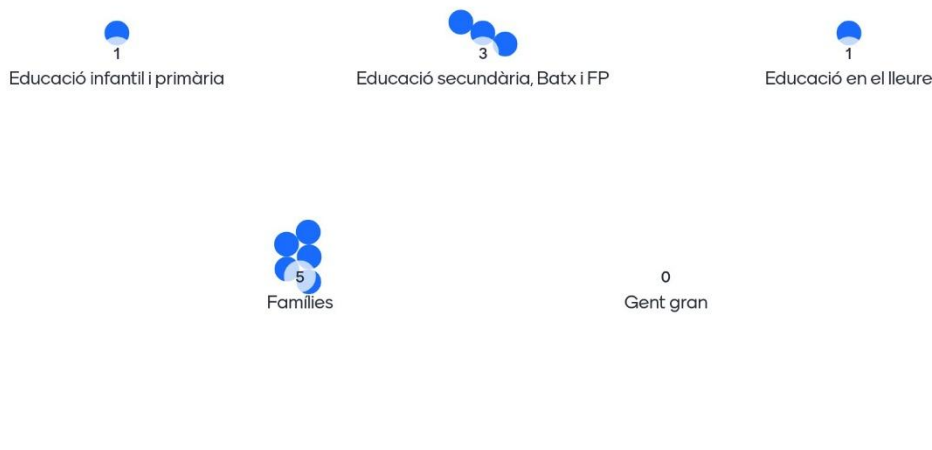 1
Educació infantil i primària
3
Educació secundària, Batx i FP
1
Educació en el lleure
5
Famílies
0
Gent gran